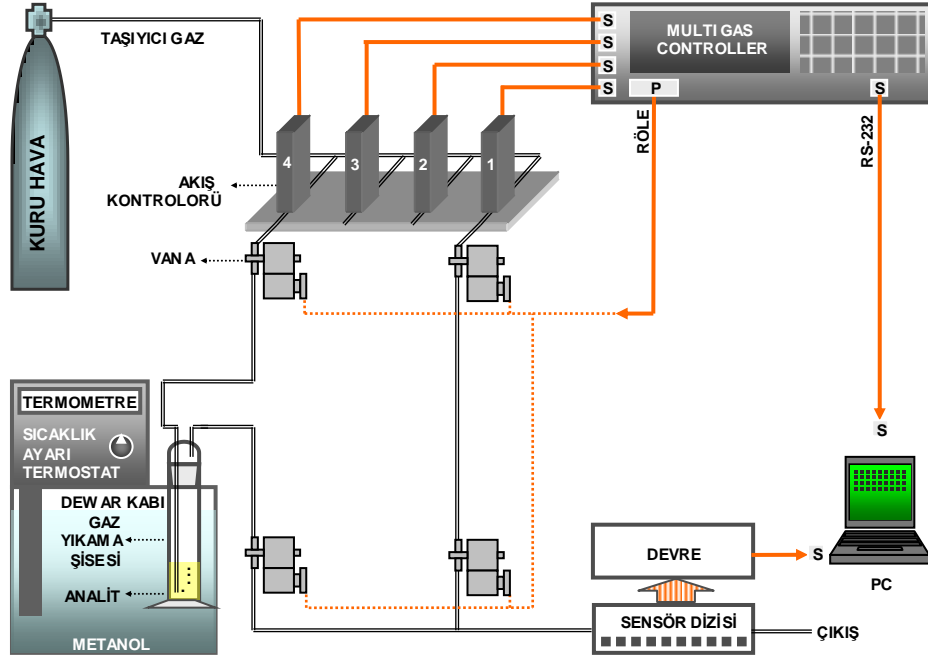 TAŞIYICI GAZ
KURU HAVA
MULTI GAS
CONTROLLER
S
S
S
S
P
S
RÖLE
RS-232
4
3
2
1
AKIŞ
KONTROLORÜ
VANA
TERMOMETRE
SICAKLIK
AYARI
TERMOSTAT
DEWAR KABI
GAZ
YIKAMA
ŞİSESİ
ANALİT
METANOL
DEVRE
SENSÖR DİZİSİ
ÇIKIŞ
S
S
PC